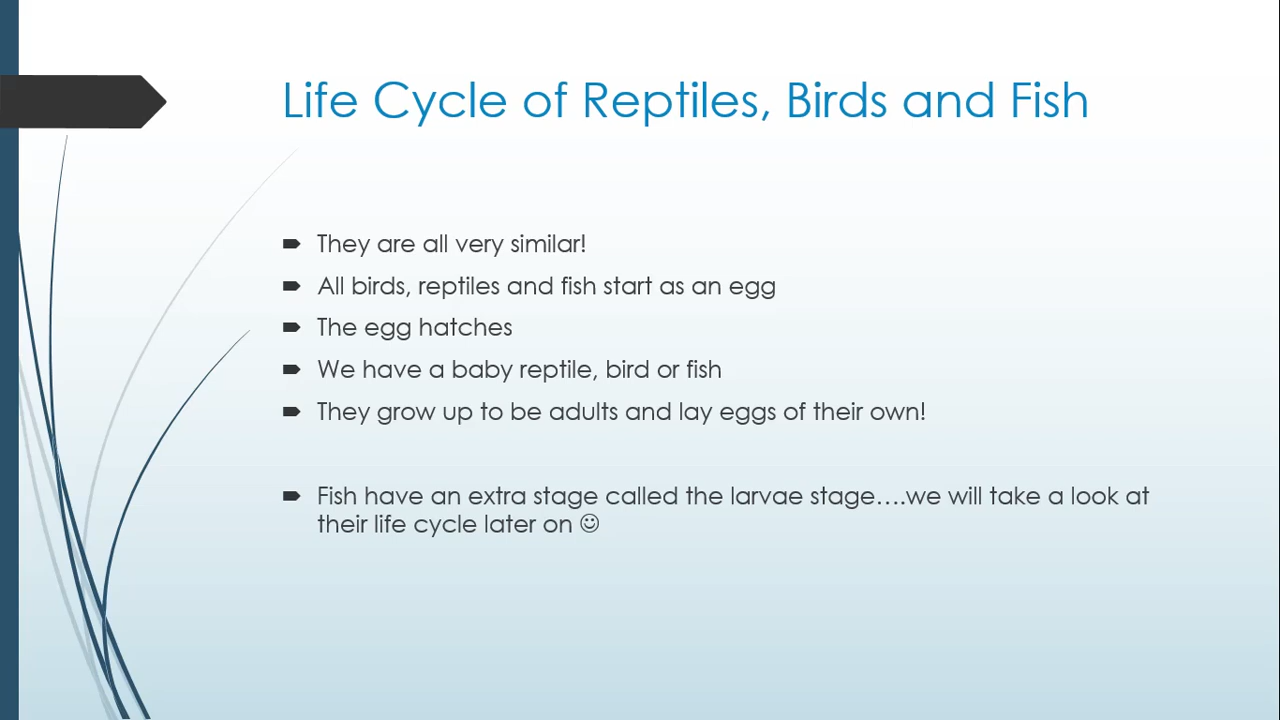 Life Cycle of Reptiles, Birds and Fish
They are all very similar!
All birds, reptiles and fish start as an egg
The egg hatches
We have a baby reptile, bird or fish
They grow up to be adults and lay eggs of their own!
Fish have an extra stage called the larvae stage….we will take a look at
their life cycle later on ☺